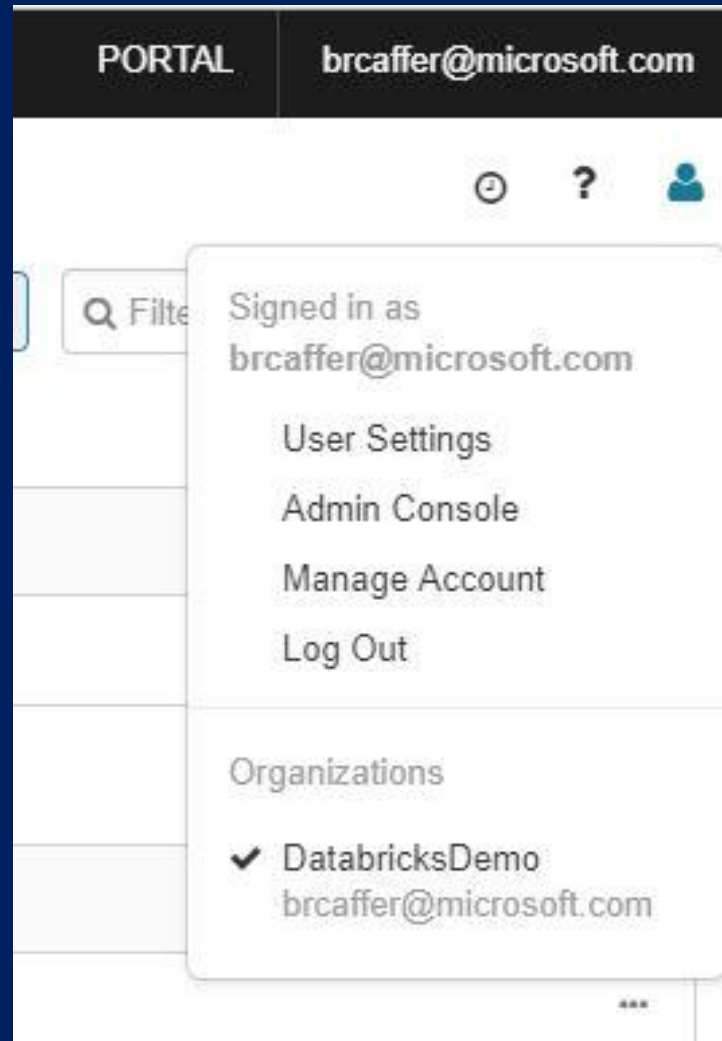 PORTAL brcaffer@microsoft.com
?
Filte
Signed in as
brcaffer@microsoft.com
User Settings
Admin Console
Manage Account
Log Out
Organizations
DatabricksDemo
brcaffer@microsoft.com